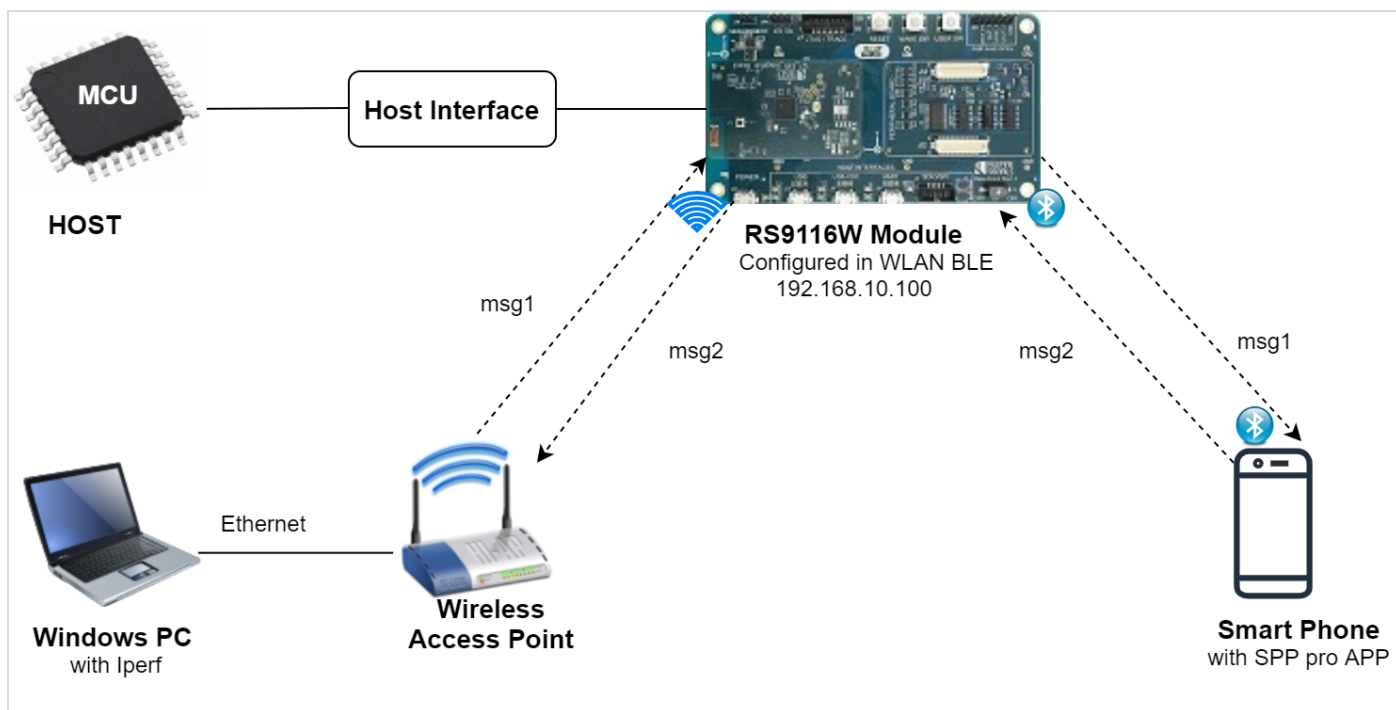 MCU
Host Interface
HOST
RESET
RS9116W Module
Configured in WLAN BLE
192.168.10.100
msg1
msg2
msg2
msg1
Ethernet
Windows PC
with Iperf
Wireless
Access Point
Smart Phone
with SPP pro APP